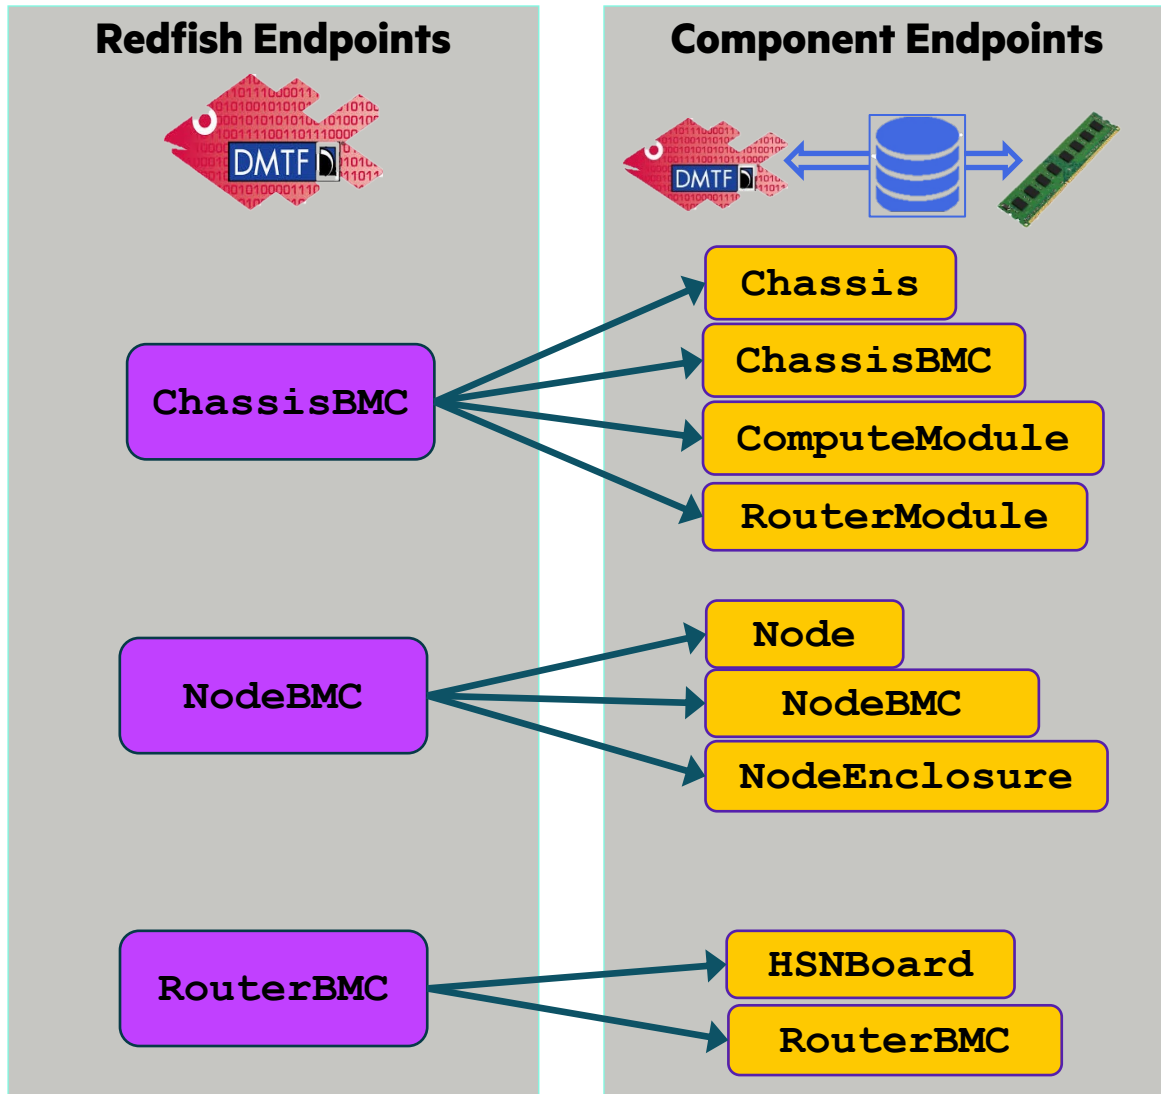 Redfish Endpoints
Component Endpoints
DMTF
DMTF
Chassis
ChassisBMC
ChassisBMC
ComputeModule
RouterModule
Node
NodeBMC
NodeBMC
NodeEnclosure
HSNBoard
RouterBMC
RouterBMC